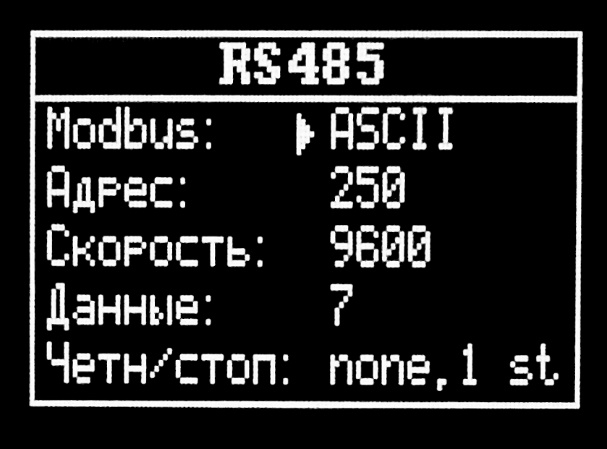 RS485
Modbus: ASCII
Адрес: 250
Скорость: 9600
Данные: 7
Четн/стоп: none,1 st